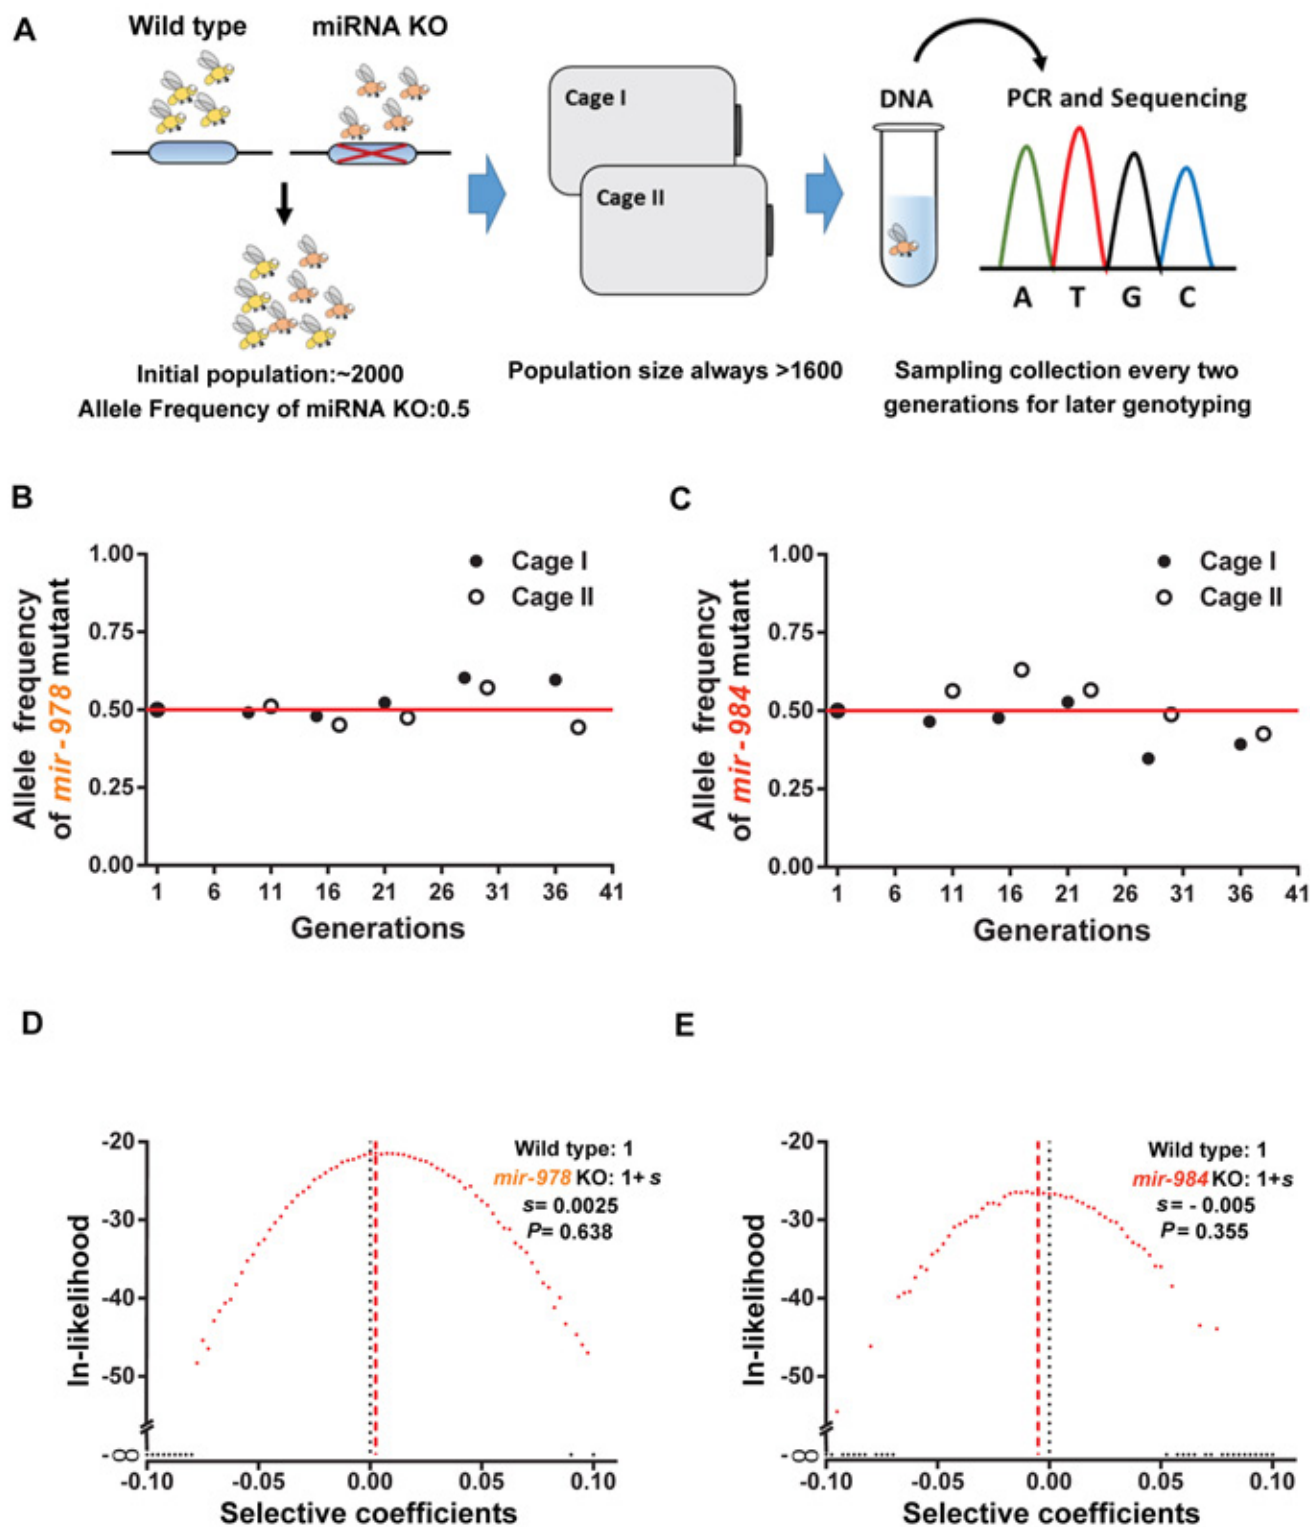 A
Wild type
miRNA KO
Initial population:~2000
Allele Frequency of miRNA KO:0.5
Cage I
Cage II
Population size always >1600
DNA
PCR and Sequencing
A T G C
Sampling collection every two
generations for later genotyping
B
Allele frequency
of mir-978 mutant
1.00
0.75
0.50
0.25
0.00
Cage I
Cage II
1 6 11 16 21 26 31 36 41
Generations
C
Allele frequency
of mir-984 mutant
1.00
0.75
0.50
0.25
0.00
Cage I
Cage II
1 6 11 16 21 26 31 36 41
Generations
D
In-likelihood
-20
-30
-40
-50
-∞
Wild type: 1
mir-978 KO: 1+ s
s= 0.0025
P= 0.638
-0.10 -0.05 0.00 0.05 0.10
Selective coefficients
E
In-likelihood
-20
-30
-40
-50
-∞
Wild type: 1
mir-984 KO: 1+s
s= - 0.005
P= 0.355
-0.10 -0.05 0.00 0.05 0.10
Selective coefficients